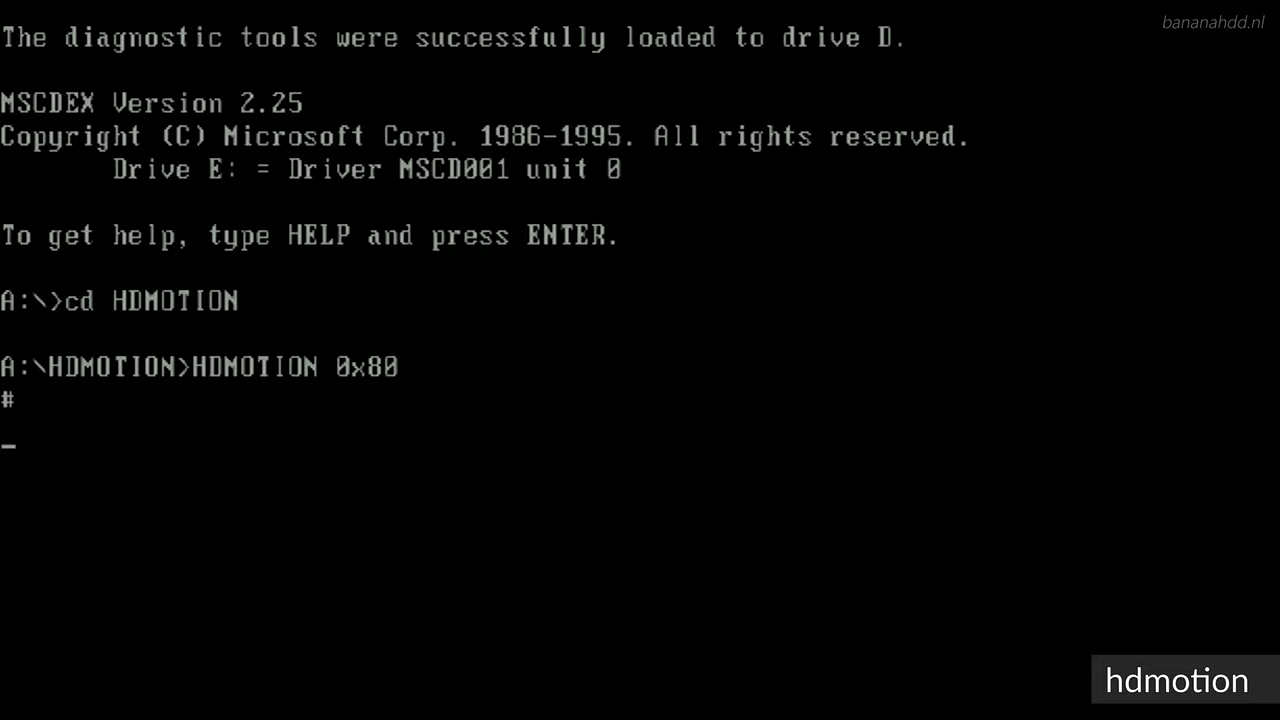 bananahdd.nl
The diagnostic tools were successfully loaded to drive D.
MSCDEX Version 2.25
Copyright (C) Microsoft Corp. 1986-1995. All rights reserved.
Drive E: = Driver MSCD001 unit 0
To get help, type HELP and press ENTER.
A:\>cd HDMOTION
A:\HDMOTION>HDMOTION 0x80
#
_
hdmotion